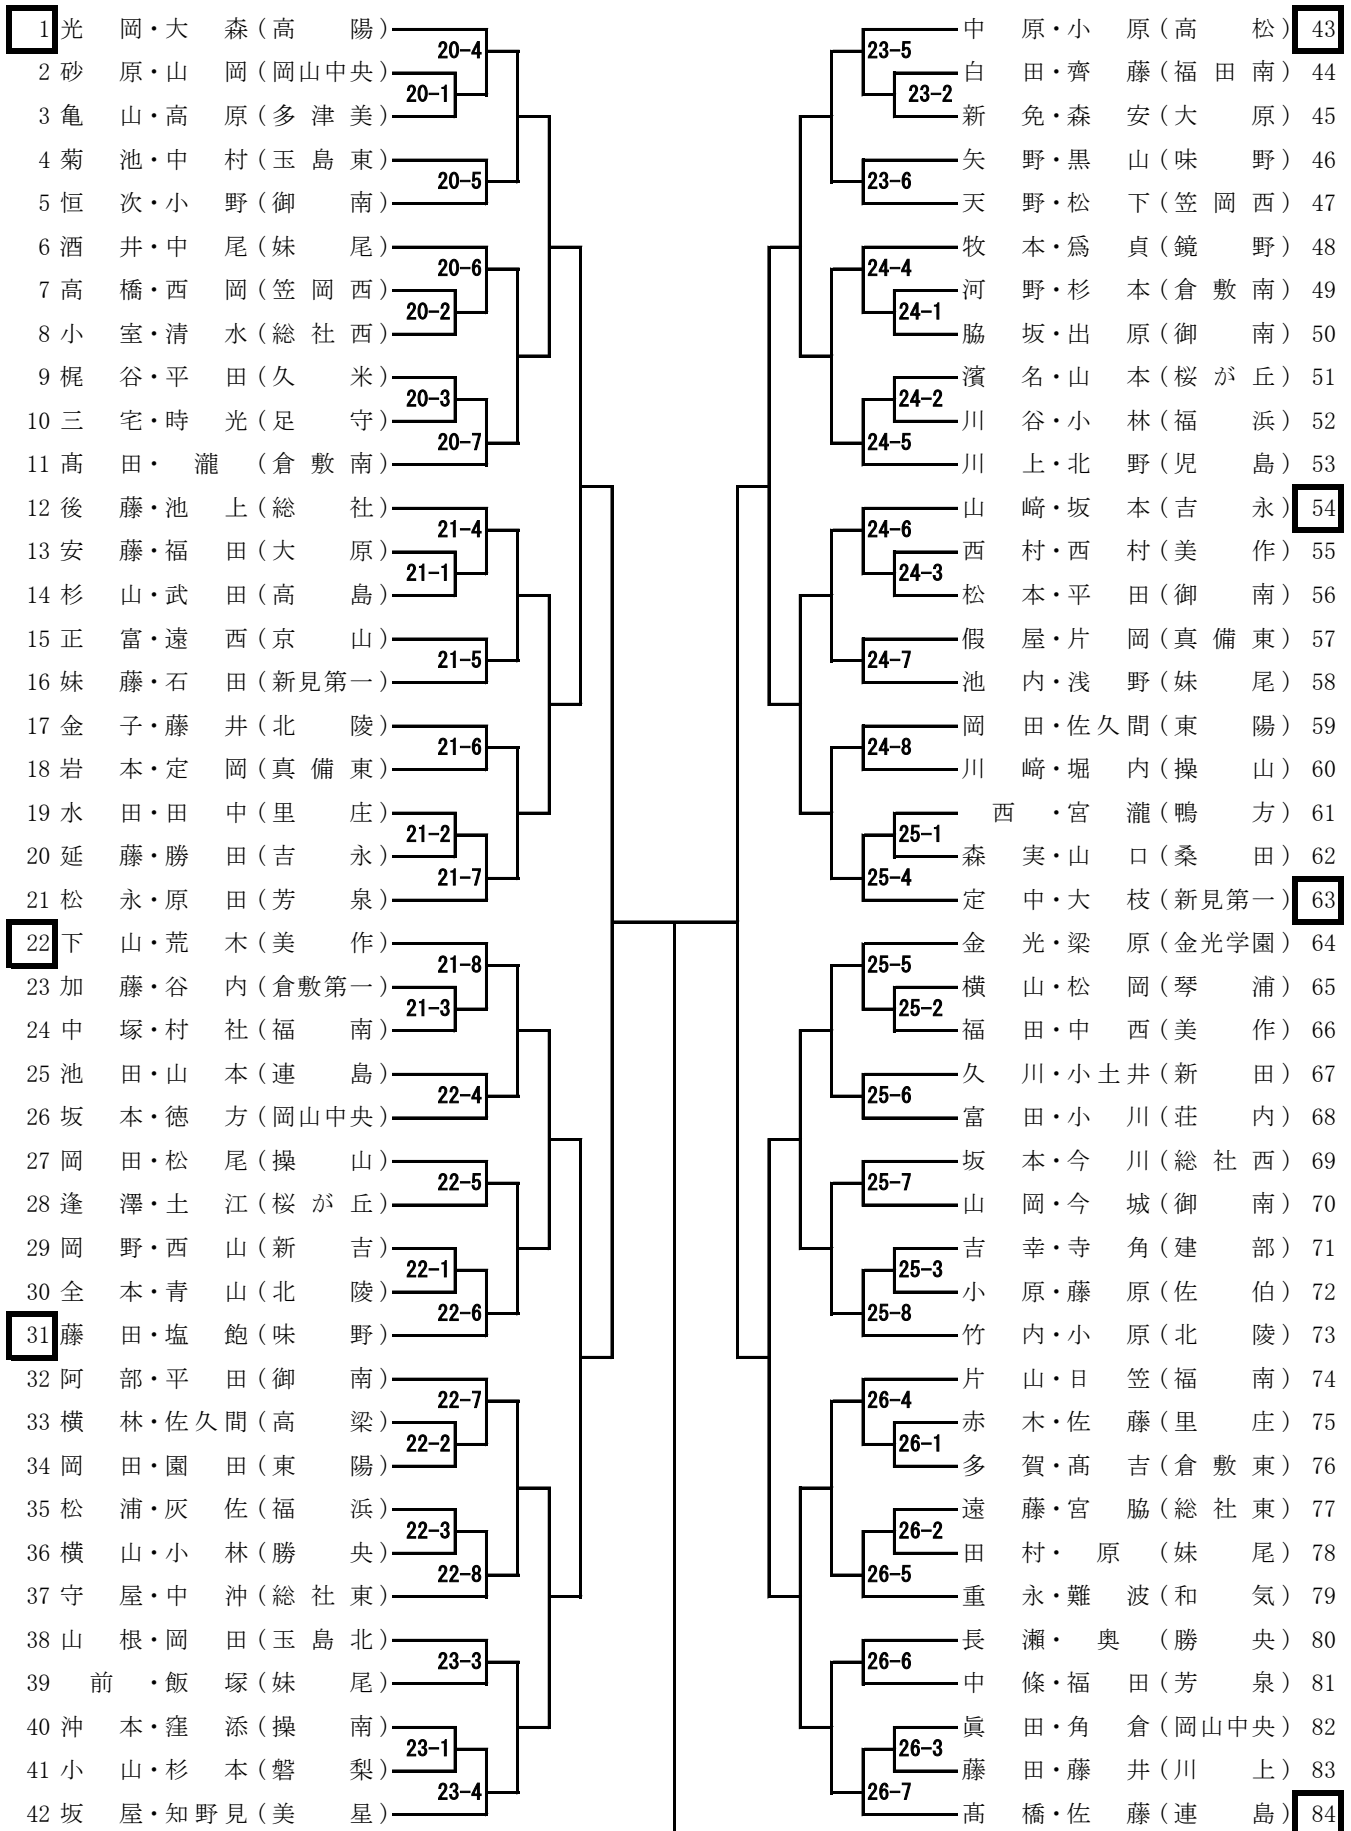 1 光岡・大森（高陽）
2 砂原・山岡（岡山中央）
3 亀山・高原（多津美）
4 菊池・中村（玉島東）
5 恒次・小野（御南）
6 酒井・中尾（妹尾）
7 高橋・西岡（笠岡西）
8 小室・清水（総社西）
9 梶谷・平田（久米）
10 三宅・時光（足守）
11 髙田・瀧（倉敷南）
12 後藤・池上（総社）
13 安藤・福田（大原）
14 杉山・武田（高島）
15 正富・遠西（京山）
16 妹藤・石田（新見第一）
17 金子・藤井（北陵）
18 岩本・定岡（真備東）
19 水田・田中（里庄）
20 延藤・勝田（吉永）
21 松永・原田（芳泉）
22 下山・荒木（美作）
23 加藤・谷内（倉敷第一）
24 中塚・村社（福南）
25 池田・山本（連島）
26 坂本・徳方（岡山中央）
27 岡田・松尾（操山）
28 逢澤・土江（桜が丘）
29 岡野・西山（新吉）
30 全本・青山（北陵）
31 藤田・塩飽（味野）
32 阿部・平田（御南）
33 横林・佐久間（高梁）
34 岡田・園田（東陽）
35 松浦・灰佐（福浜）
36 横山・小林（勝央）
37 守屋・中沖（総社東）
38 山根・岡田（玉島北）
39 前・飯塚（妹尾）
40 沖本・窪添（操南）
41 小山・杉本（磐梨）
42 坂屋・知野見（美星）
20-4
20-1
20-5
20-6
20-2
20-3
20-7
21-4
21-1
21-5
21-6
21-2
21-7
21-8
21-3
22-4
22-5
22-1
22-6
22-7
22-2
22-3
22-8
23-3
23-1
23-4
23-5
23-2
23-6
24-4
24-1
24-2
24-5
24-6
24-3
24-7
24-8
25-1
25-4
25-5
25-2
25-6
25-7
25-3
25-8
26-4
26-1
26-2
26-5
26-6
26-3
26-7
中原・小原（高松）43
白田・齊藤（福田南）44
新免・森安（大原）45
矢野・黒山（味野）46
天野・松下（笠岡西）47
牧本・爲貞（鏡野）48
河野・杉本（倉敷南）49
脇坂・出原（御南）50
濱名・山本（桜が丘）51
川谷・小林（福浜）52
川上・北野（児島）53
山﨑・坂本（吉永）54
西村・西村（美作）55
松本・平田（御南）56
假屋・片岡（真備東）57
池内・浅野（妹尾）58
岡田・佐久間（東陽）59
川﨑・堀内（操山）60
西・宮瀧（鴨方）61
森実・山口（桑田）62
定中・大枝（新見第一）63
金光・梁原（金光学園）64
横山・松岡（琴浦）65
福田・中西（美作）66
久川・小土井（新田）67
富田・小川（荘内）68
坂本・今川（総社西）69
山岡・今城（御南）70
吉幸・寺角（建部）71
小原・藤原（佐伯）72
竹内・小原（北陵）73
片山・日笠（福南）74
赤木・佐藤（里庄）75
多賀・髙吉（倉敷東）76
遠藤・宮脇（総社東）77
田村・原（妹尾）78
重永・難波（和気）79
長瀬・奥（勝央）80
中條・福田（芳泉）81
眞田・角倉（岡山中央）82
藤田・藤井（川上）83
髙橋・佐藤（連島）84